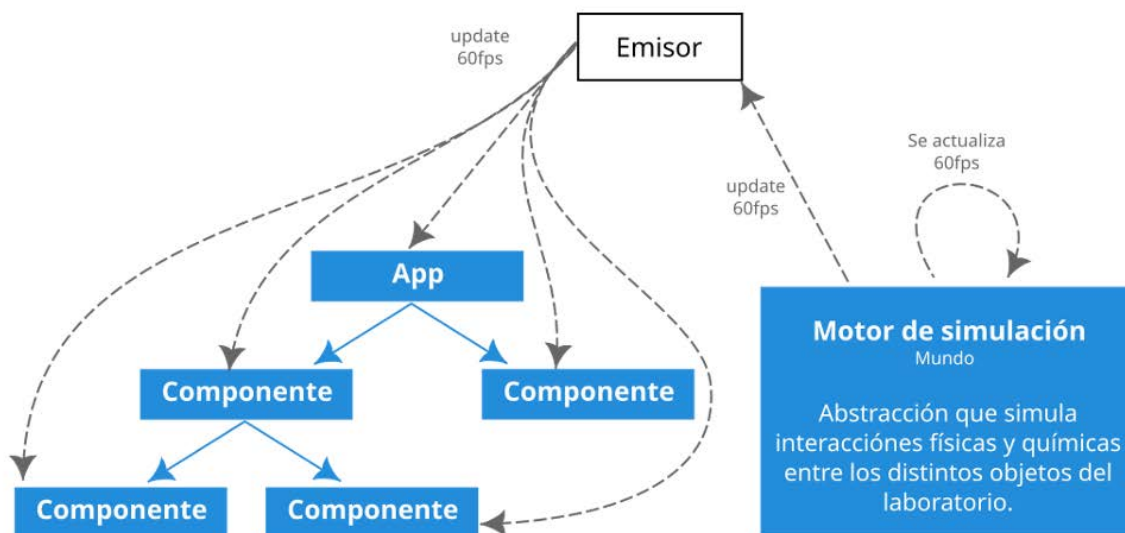 update
60fps
Emisor
Se actualiza
60fps
update
60fps
App
Motor de simulación
Mundo
Componente
Componente
Abstracción que simula
interacciónes físicas y químicas
entre los distintos objetos del
laboratorio.
Componente
Componente